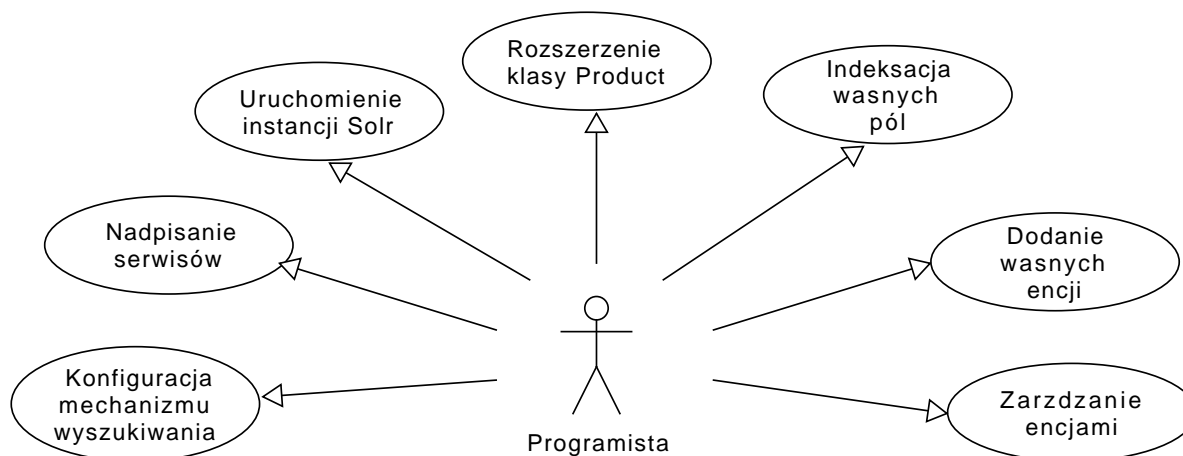 Rozszerzenie
klasy Product
Indeksacja
wasnych
pól
Uruchomienie
instancji Solr
Nadpisanie
serwisów
Dodanie
wasnych
encji
Konfiguracja
mechanizmu
wyszukiwania
Zarzdzanie
encjami
Programista